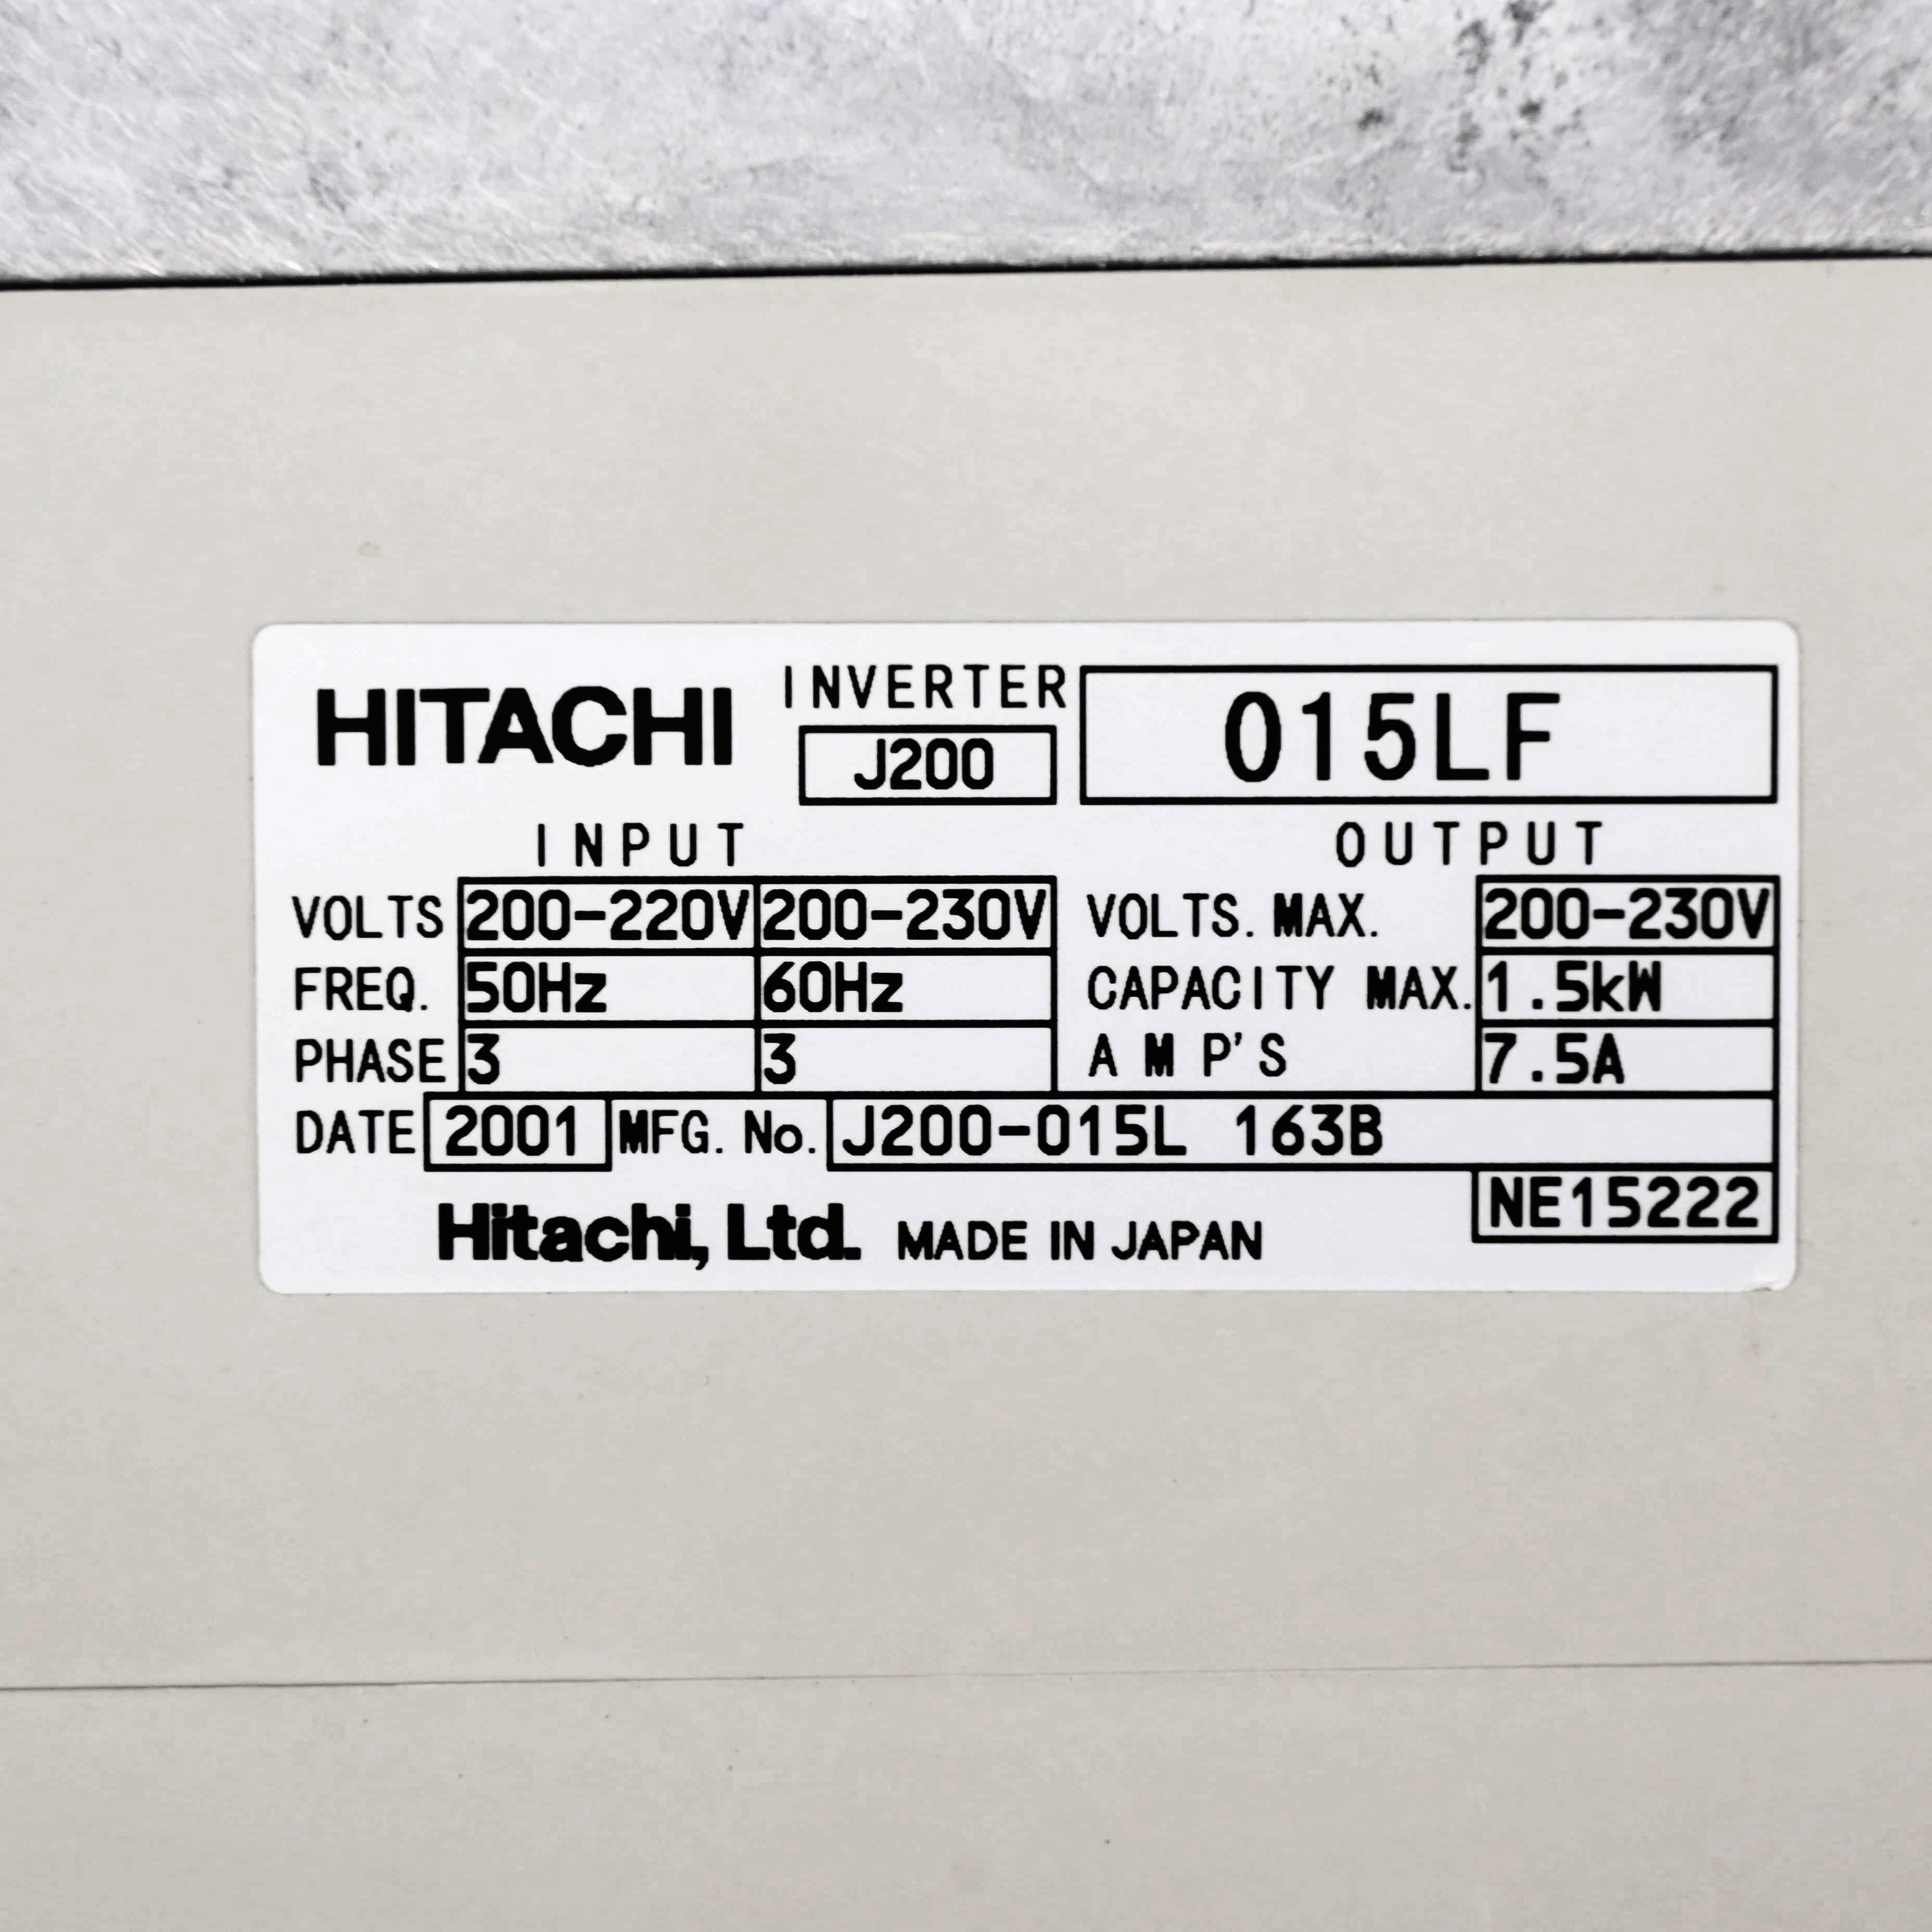 HITACHI INVERTER J200 015LF
INPUT OUTPUT
VOLTS 200-220V 200-230V VOLTS. MAX. 200-230V
FREQ. 50Hz 60Hz CAPACITY MAX. 1.5kW
PHASE 3 3 AMP'S 7.5A
DATE 2001 MFG. No. J200-015L 163B
NE15222
Hitachi, Ltd. MADE IN JAPAN